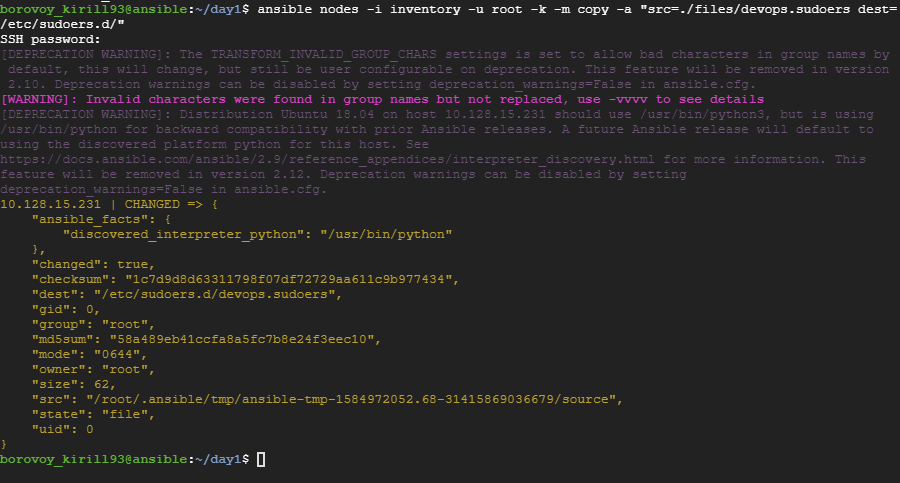 borovoy_kirill93@ansible:~/day1$ ansible nodes -i inventory -u root -k -m copy -a "src=./files/devops.sudoers dest=
/etc/sudoers.d/"
SSH password:
[DEPRECATION WARNING]: The TRANSFORM_INVALID_GROUP_CHARS settings is set to allow bad characters in group names by
 default, this will change, but still be user configurable on deprecation. This feature will be removed in version
 2.10. Deprecation warnings can be disabled by setting deprecation_warnings=False in ansible.cfg.
[WARNING]: Invalid characters were found in group names but not replaced, use -vvvv to see details
[DEPRECATION WARNING]: Distribution Ubuntu 18.04 on host 10.128.15.231 should use /usr/bin/python3, but is using
/usr/bin/python for backward compatibility with prior Ansible releases. A future Ansible release will default to
using the discovered platform python for this host. See
https://docs.ansible.com/ansible/2.9/reference_appendices/interpreter_discovery.html for more information. This
feature will be removed in version 2.12. Deprecation warnings can be disabled by setting
deprecation_warnings=False in ansible.cfg.
10.128.15.231 | CHANGED => {
    "ansible_facts": {
        "discovered_interpreter_python": "/usr/bin/python"
    },
    "changed": true,
    "checksum": "1c7d9d8d63311798f07df72729aa611c9b977434",
    "dest": "/etc/sudoers.d/devops.sudoers",
    "gid": 0,
    "group": "root",
    "md5sum": "58a489eb41ccfa8a5fc7b8e24f3eec10",
    "mode": "0644",
    "owner": "root",
    "size": 62,
    "src": "/root/.ansible/tmp/ansible-tmp-1584972052.68-31415869036679/source",
    "state": "file",
    "uid": 0
}
borovoy_kirill93@ansible:~/day1$